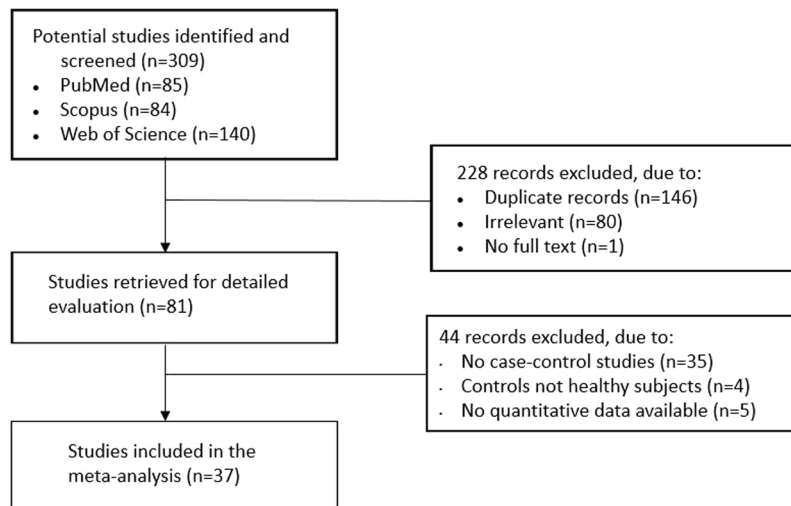 Potential studies identified and
screened (n=309)
• PubMed (n=85)
• Scopus (n=84)
• Web of Science (n=140)
228 records excluded, due to:
• Duplicate records (n=146)
• Irrelevant (n=80)
• No full text (n=1)
Studies retrieved for detailed
evaluation (n=81)
44 records excluded, due to:
· No case-control studies (n=35)
· Controls not healthy subjects (n=4)
· No quantitative data available (n=5)
Studies included in the
meta-analysis (n=37)